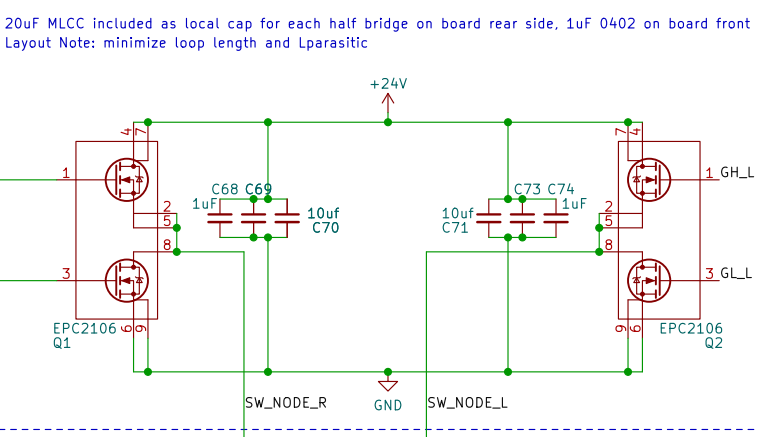 20uF MLCC included as local cap for each half bridge on board rear side, 1uF 0402 on board front
Layout Note: minimize loop length and Lparasitic
+24V
4 7
7 4
1
1 GH_L
C68 C69
C73 C74
1uF
10uf
C70
10uf
C71
1uF
2
5
8
2
5
8
3
3 GL_L
EPC2106
Q1
6 9
9 6
EPC2106
Q2
SW_NODE_R
GND
SW_NODE_L